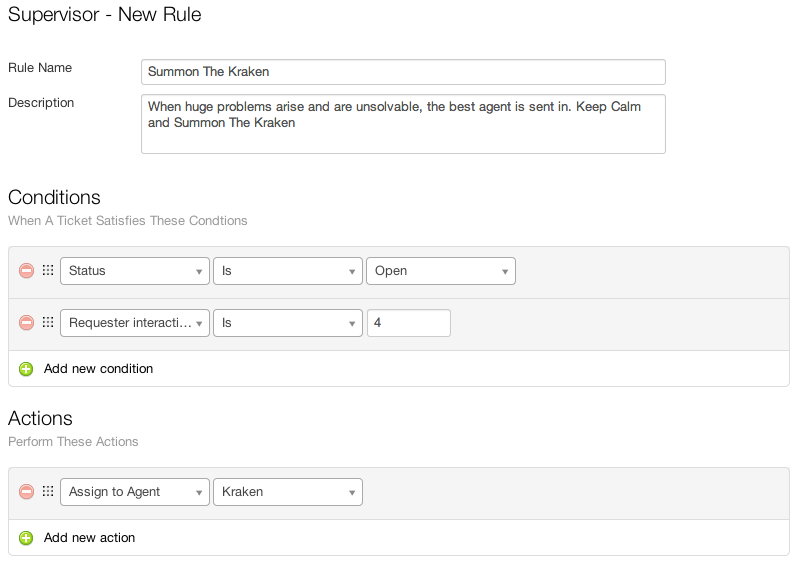 Supervisor - New Rule
Rule Name
Summon The Kraken
Description
When huge problems arise and are unsolvable, the best agent is sent in. Keep Calm
and Summon The Kraken
Conditions
When A Ticket Satisfies These Condtions
Status Is Open
Requester interacti... Is 4
Add new condition
Actions
Perform These Actions
Assign to Agent Kraken
Add new action